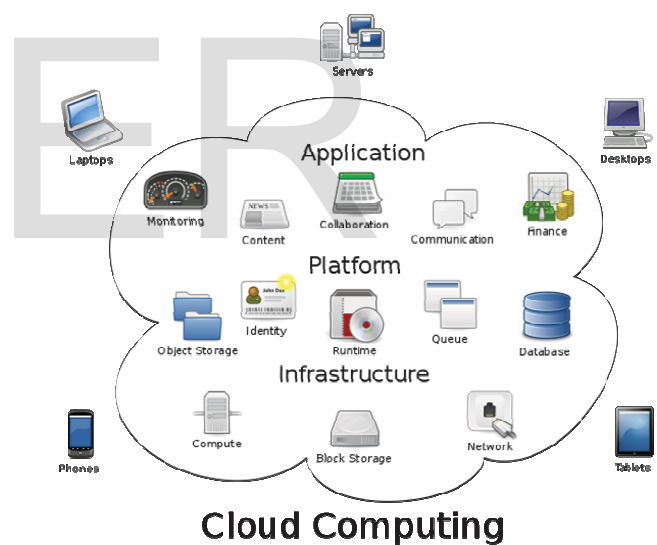 ER
Servers
Laptops
Desktops
Application
Monitoring
NEWS
Content
Collaboration
Communication
Finance
Platform
Object Storage
John Doe
Identity
Runtime
Queue
Database
Infrastructure
Compute
Block Storage
Network
Phones
Tablets
Cloud Computing